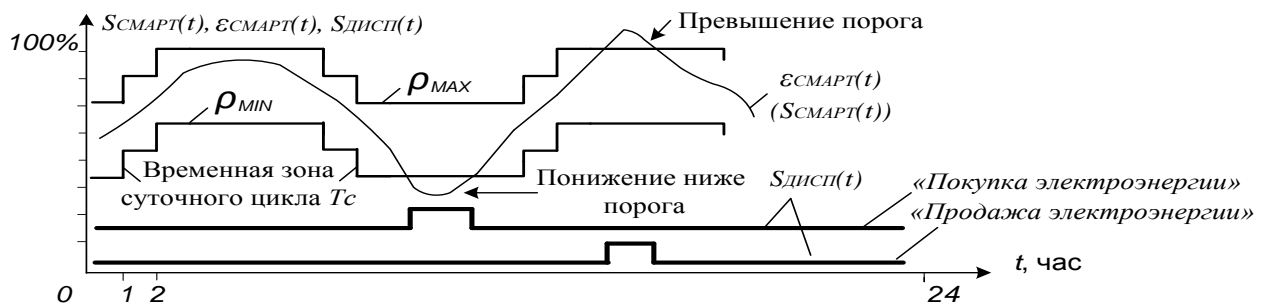 SСМАРТ(t), εСМАРТ(t), SДИСП(t)
Превышение порога
100%
ρMAX
εСМАРТ(t)
(SСМАРТ(t))
ρMIN
Временная зона
суточного цикла Tc
Понижение ниже
порога
SДИСП(t)
«Покупка электроэнергии»
«Продажа электроэнергии»
t, час
0 1 2 24